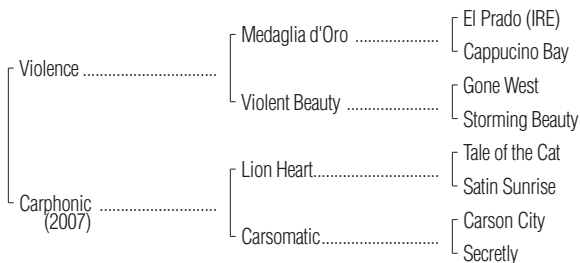 El Prado (IRE)
Medaglia d'Oro ....................
Cappucino Bay
Violence ................................
Gone West
Violent Beauty ......................
Storming Beauty
Tale of the Cat
Lion Heart..............................
Satin Sunrise
Carphonic ............................
(2007)
Carson City
Carsomatic............................
Secretly